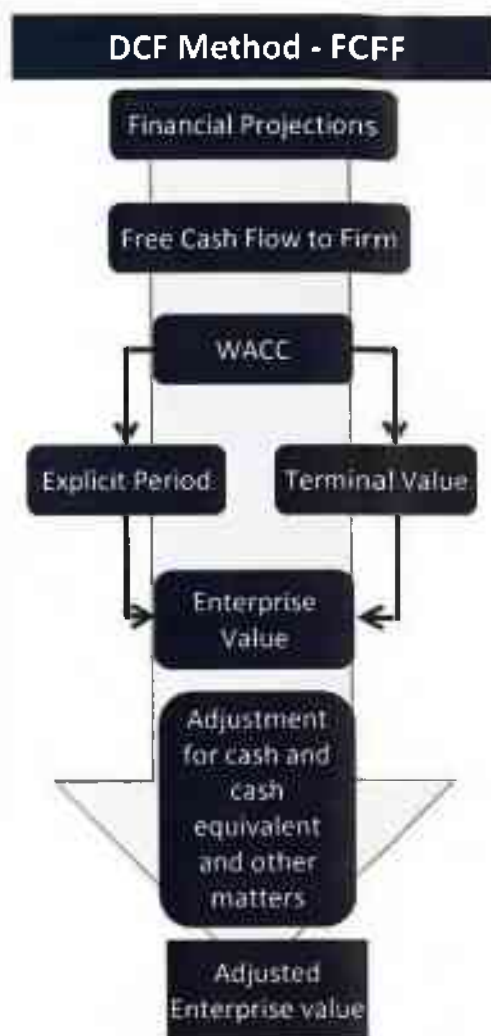 DCF Method - FCFF
Financial Projections
Free Cash Flow to Firm
WACC
Explicit Period
Terminal Value
Enterprise
Value
Adjustment
for cash and
cash
equivalent
and other
matters
Adjusted
Enterprise value